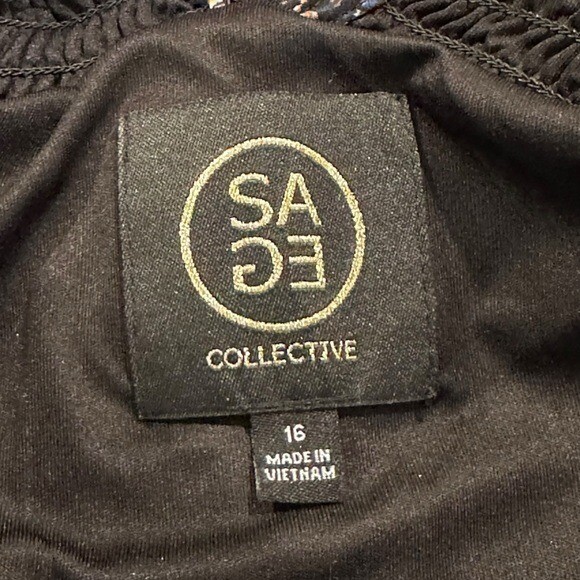 SA
GE
COLLECTIVE
16
MADE IN
VIETNAM